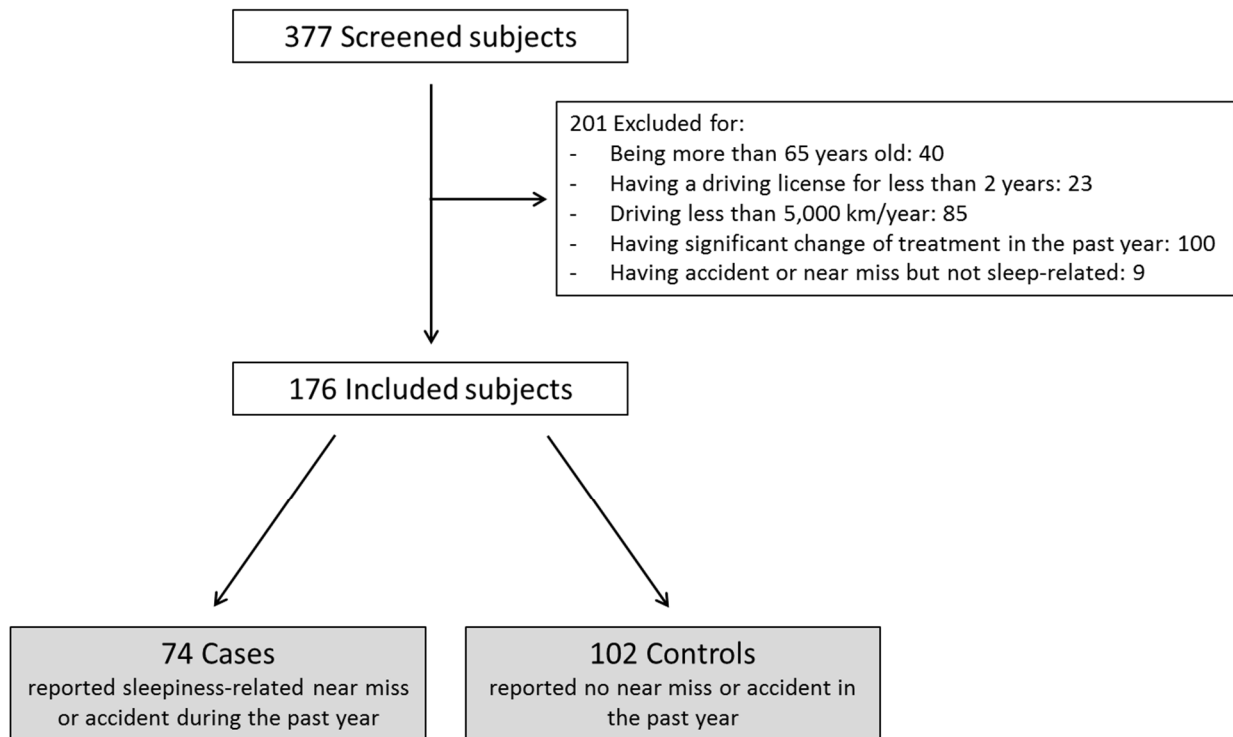 377 Screened subjects
201 Excluded for:
- Being more than 65 years old: 40
- Having a driving license for less than 2 years: 23
- Driving less than 5,000 km/year: 85
- Having significant change of treatment in the past year: 100
- Having accident or near miss but not sleep-related: 9
176 Included subjects
74 Cases
reported sleepiness-related near miss
or accident during the past year
102 Controls
reported no near miss or accident in
the past year